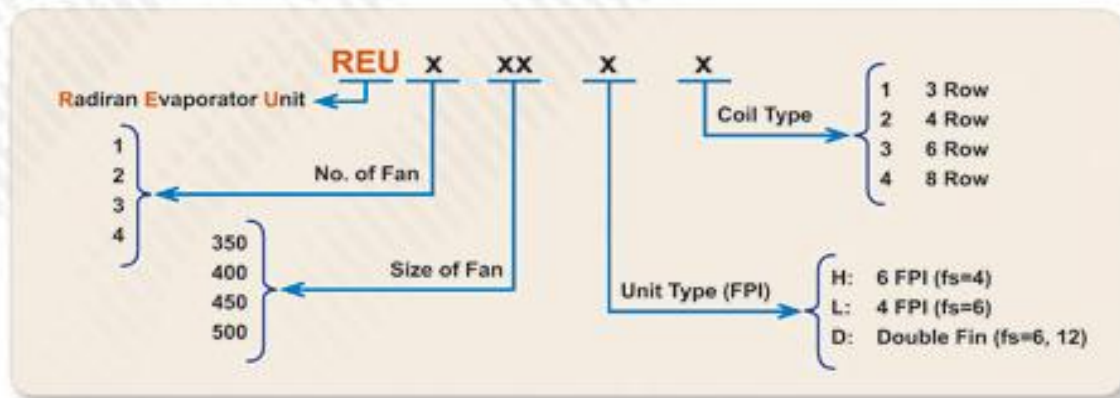 REU x xx x x
Radiran Evaporator Unit
No. of Fan
1
2
3
4
Size of Fan
350
400
450
500
Coil Type
1 3 Row
2 4 Row
3 6 Row
4 8 Row
Unit Type (FPI)
H: 6 FPI (fs=4)
L: 4 FPI (fs=6)
D: Double Fin (fs=6, 12)